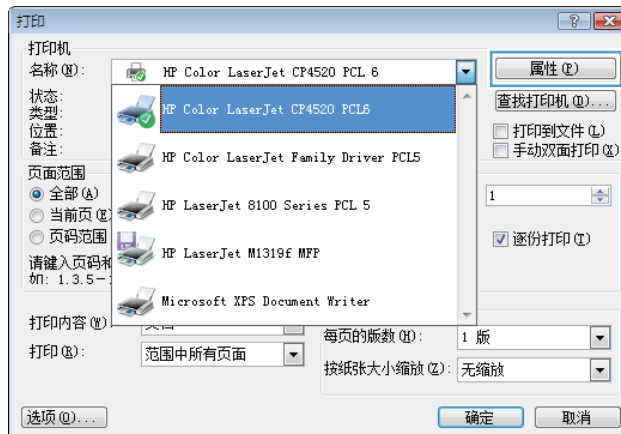 打印
打印机
名称(N): HP Color LaserJet CP4520 PCL 6 属性(P)
状态: HP Color LaserJet CP4520 PCL6 查找打印机(D)...
类型:
位置: 打印到文件(L)
备注: HP Color LaserJet Family Driver PCL5 手动双面打印(X)
页面范围
全部(A) HP LaserJet 8100 Series PCL 5 1
当前页(E)
页码范围 逐份打印(T)
请键入页码和 HP LaserJet M1319f MFP
如: 1.3.5-
Microsoft XPS Document Writer
打印内容(W): 每页的版数(H): 1 版
打印(R): 范围中所有页面 按纸张大小缩放(Z): 无缩放
选项(O)... 确定 取消